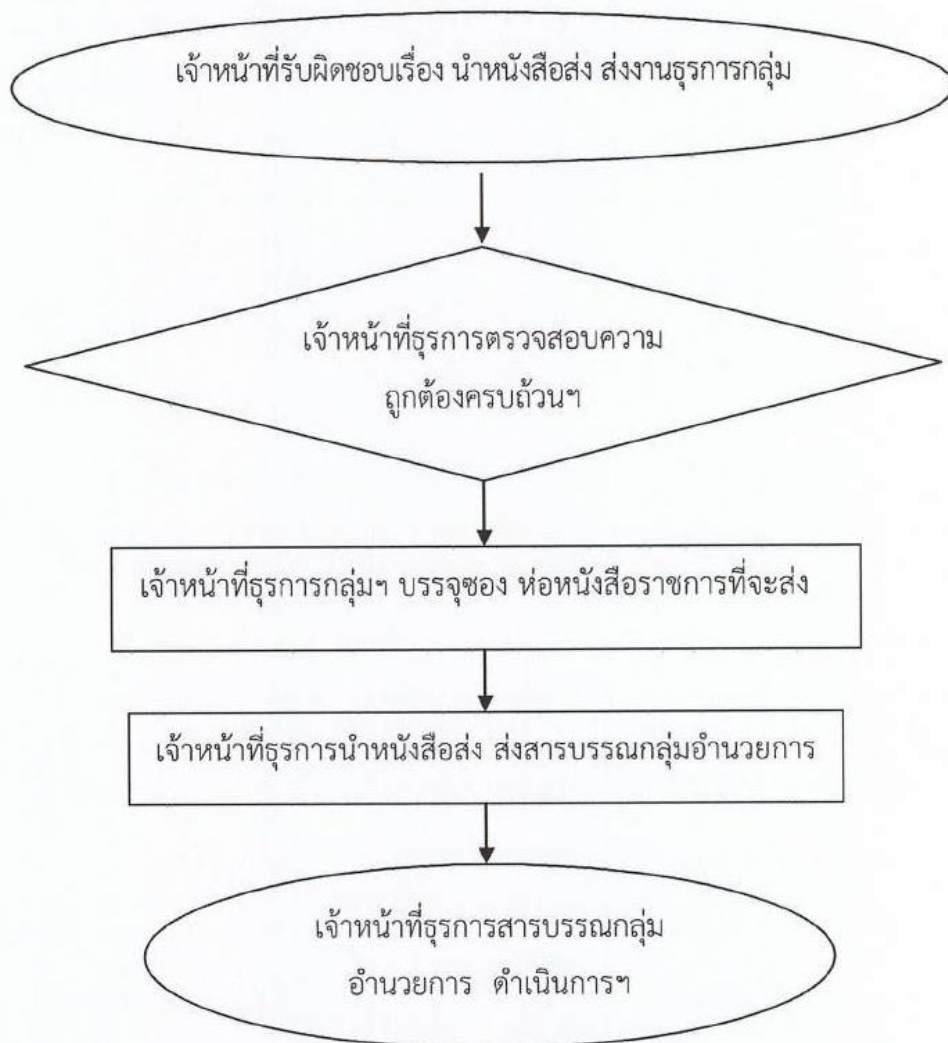 เจ้าหน้าที่รับผิดชอบเรื่อง นำหนังสือส่ง ส่งงานธุรการกลุ่ม
เจ้าหน้าที่ธุรการตรวจสอบความ
ถูกต้องครบถ้วนฯ
เจ้าหน้าที่ธุรการกลุ่มฯ บรรจุซอง ห่อหนังสือราชการที่จะส่ง
เจ้าหน้าที่ธุรการนำหนังสือส่ง ส่งสารบรรณกลุ่มอำนวยการ
เจ้าหน้าที่ธุรการสารบรรณกลุ่ม
อำนวยการ ดำเนินการฯ